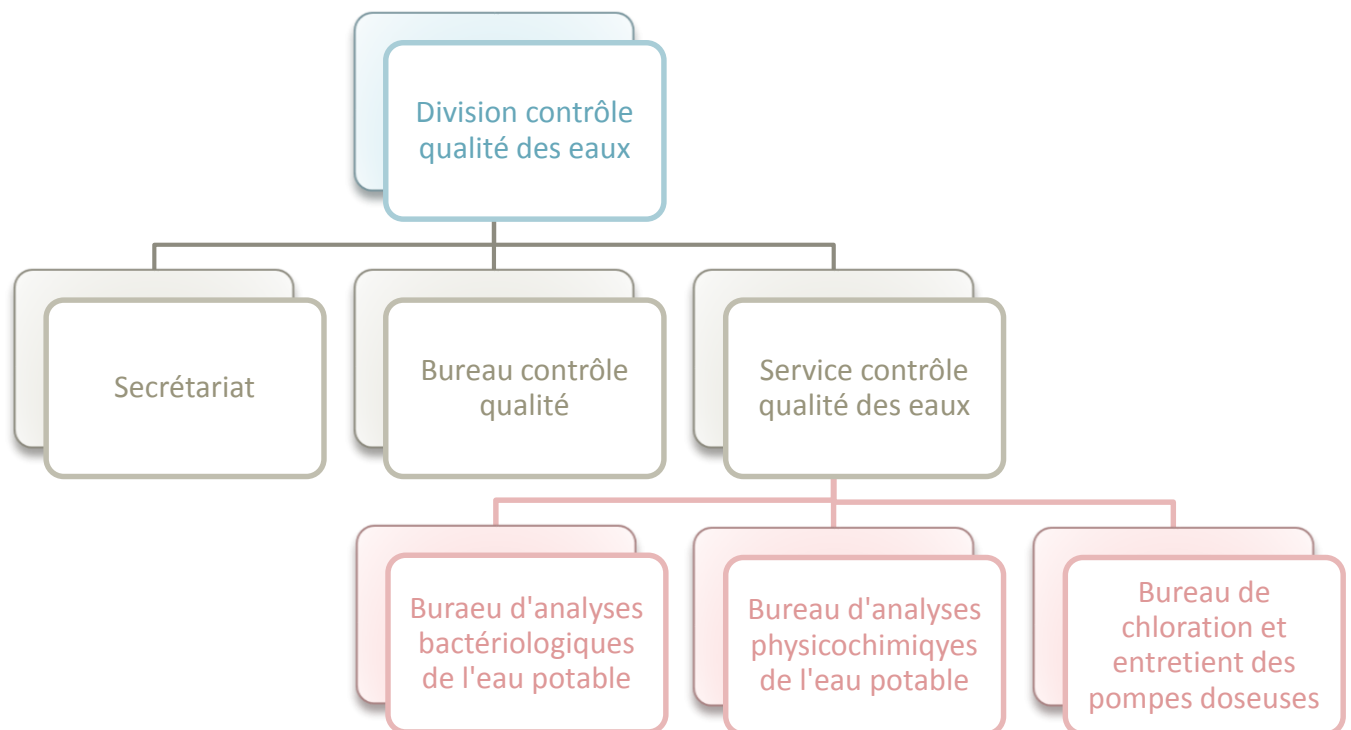 Division contrôle
qualité des eaux
Secrétariat
Bureau contrôle
qualité
Service contrôle
qualité des eaux
Buraeu d'analyses
bactériologiques
de l'eau potable
Bureau d'analyses
physicochimiqyes
de l'eau potable
Bureau de
chloration et
entretient des
pompes doseuses